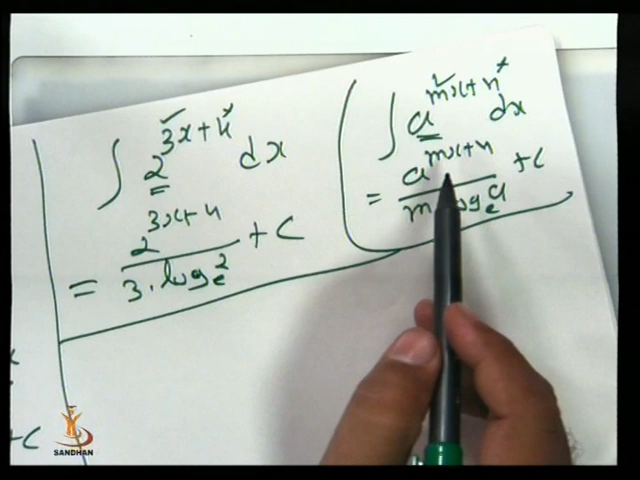 ∫ 2^{3x+4} dx
= 2^{3x+4} / 3·log_e 2 + C
∫ a^{mx+n} dx
= a^{mx+n} / m·log_e a + C
+C
SANDHAN